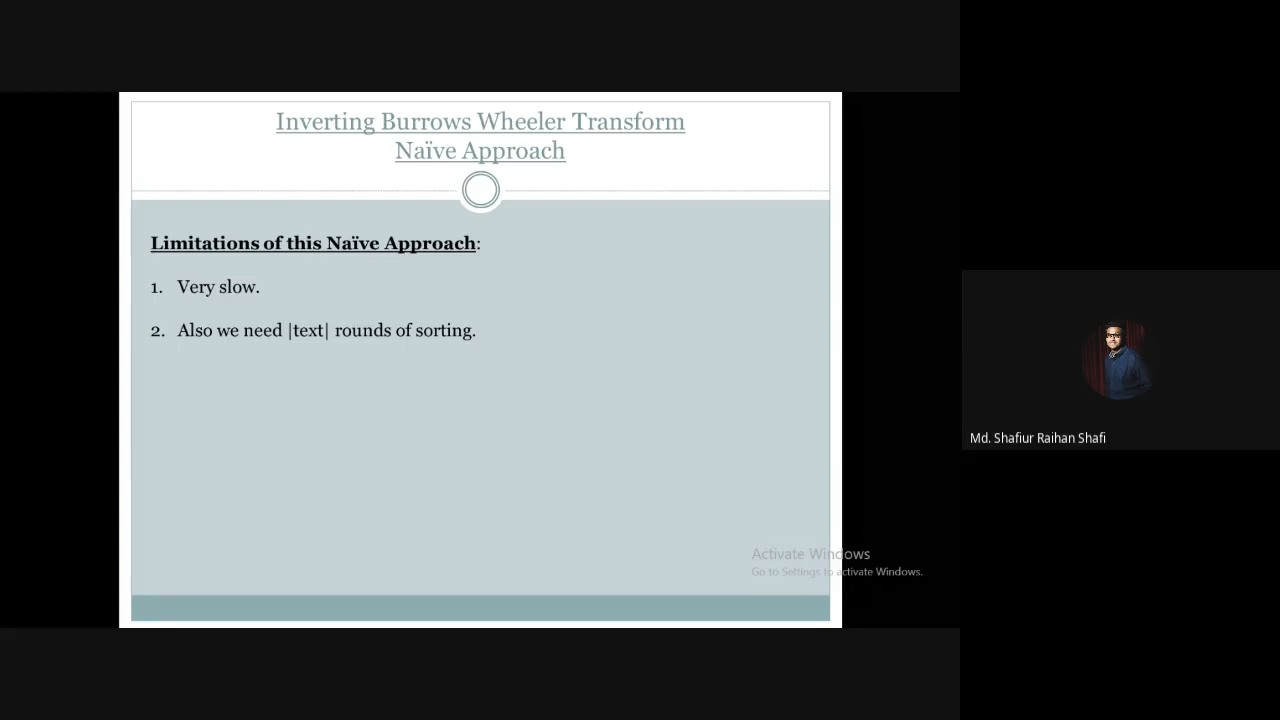 Inverting Burrows Wheeler Transform
Naïve Approach
Limitations of this Naïve Approach:
1. Very slow.
2. Also we need |text| rounds of sorting.
Activate Windows
Go to Settings to activate Windows.
Md. Shafiur Raihan Shafi